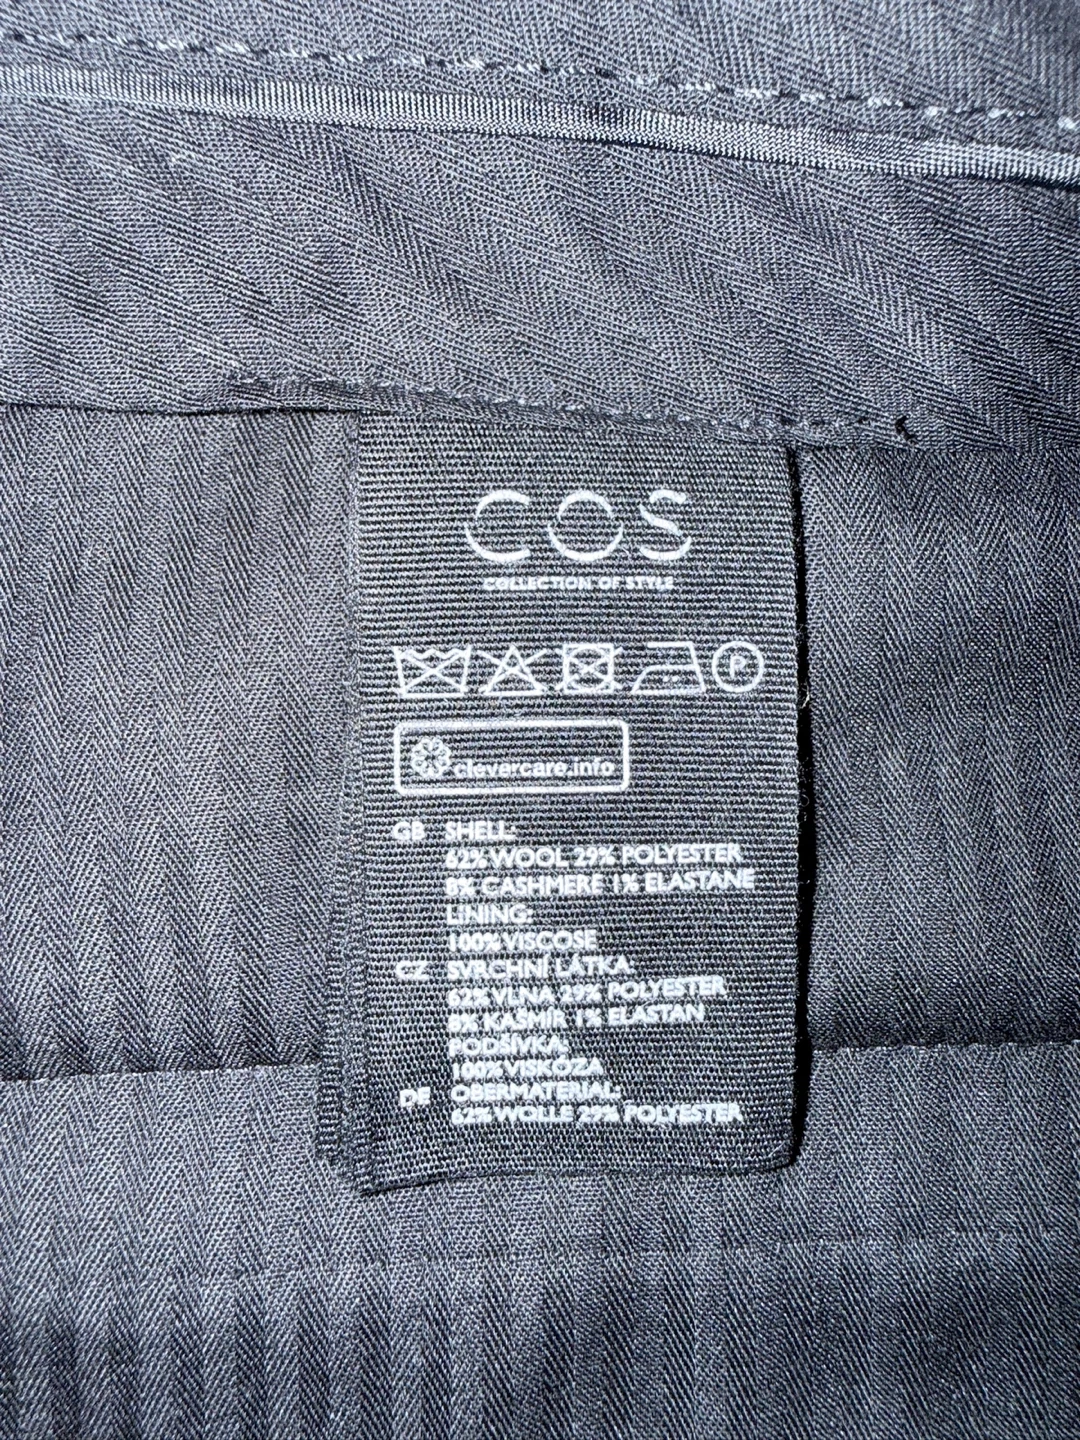 COS
COLLECTION OF STYLE
P
clevercare.info
GB SHELL:
62% WOOL 29% POLYESTER
8% CASHMERE 1% ELASTANE
LINING:
100% VISCOSE
CZ SVRCHNÍ LÁTKA:
62% VLNA 29% POLYESTER
8% KAŠMÍR 1% ELASTAN
PODŠÍVKA:
100% VISKÓZA
DE OBERMATERIAL:
62% WOLLE 29% POLYESTER